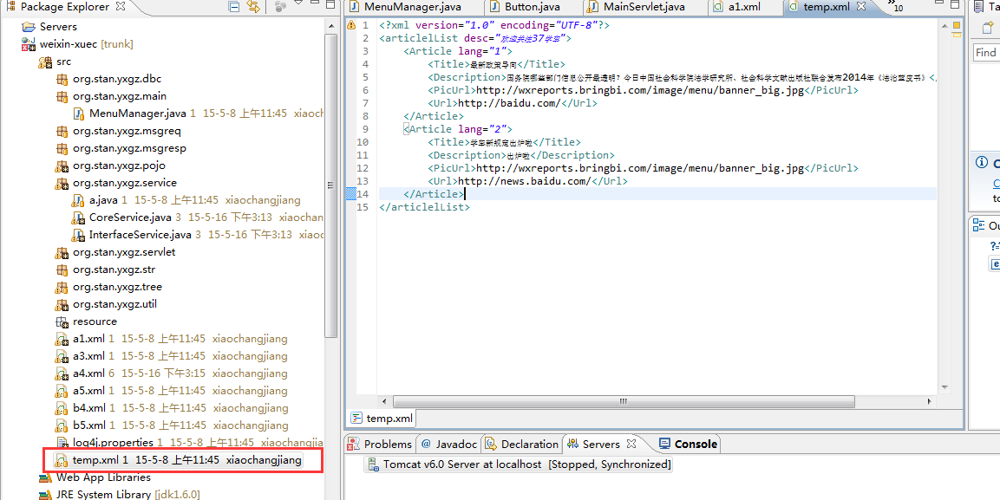 Package Explorer
Servers
weixin-xuec [trunk]
src
org.stan.yxgz.dbc
org.stan.yxgz.main
MenuManager.java 1 15-5-8 上午11:45 xiaoch
org.stan.yxgz.msgreq
org.stan.yxgz.msgresp
org.stan.yxgz.pojo
org.stan.yxgz.service
a.java 1 15-5-8 上午11:45 xiaochangjiang
CoreService.java 3 15-5-16 下午3:13 xiaochan
InterfaceService.java 3 15-5-16 下午3:13 xiaoc
org.stan.yxgz.servlet
org.stan.yxgz.str
org.stan.yxgz.tree
org.stan.yxgz.util
resource
a1.xml 1 15-5-8 上午11:45 xiaochangjiang
a3.xml 1 15-5-8 上午11:45 xiaochangjiang
a4.xml 6 15-5-16 下午3:15 xiaochangjiang
a5.xml 1 15-5-8 上午11:45 xiaochangjiang
b4.xml 1 15-5-8 上午11:45 xiaochangjiang
b5.xml 1 15-5-8 上午11:45 xiaochangjiang
log4j.properties 1 15-5-8 上午11:45 xiaochangjia
temp.xml 1 15-5-8 上午11:45 xiaochangjiang
Web App Libraries
JRE System Library [jdk1.6.0]
MenuManager.java Button.java MainServlet.java a1.xml temp.xml »10
1 <?xml version="1.0" encoding="UTF-8"?>
2 <articlelList desc="欢迎关注37学车">
3 <Article lang="1">
4 <Title>最新政策导向</Title>
5 <Description>国务院哪些部门信息公开最透明？今日中国社会科学院法学研究所、社会科学文献出版社联合发布2014年《法治蓝皮书》</
6 <PicUrl>http://wxreports.bringbi.com/image/menu/banner_big.jpg</PicUrl>
7 <Url>http://baidu.com/</Url>
8 </Article>
9 <Article lang="2">
10 <Title>学车新规定出炉啦</Title>
11 <Description>出炉啦</Description>
12 <PicUrl>http://wxreports.bringbi.com/image/menu/banner_big.jpg</PicUrl>
13 <Url>http://news.baidu.com/</Url>
14 </Article>
15 </articlelList>
temp.xml
Problems @ Javadoc Declaration Servers Console
Tomcat v6.0 Server at localhost [Stopped, Synchronized]
Ta
Find
C
to
Ou